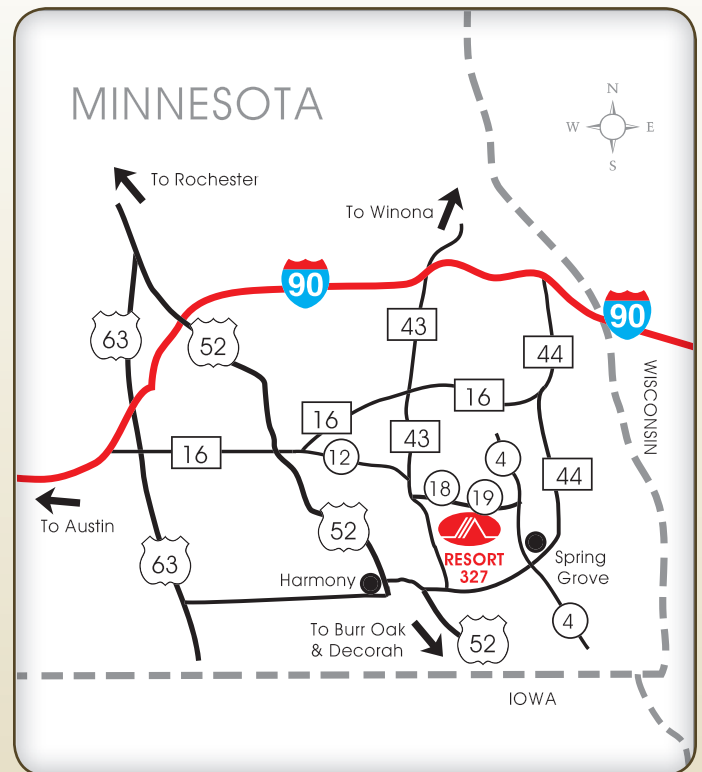 MINNESOTA
N
W
E
S
To Rochester
To Winona
90
90
63
52
43
44
16
WISCONSIN
16
43
16
12
4
44
18
19
To Austin
52
RESORT
327
Spring
Grove
63
Harmony
4
To Burr Oak
& Decorah
52
IOWA